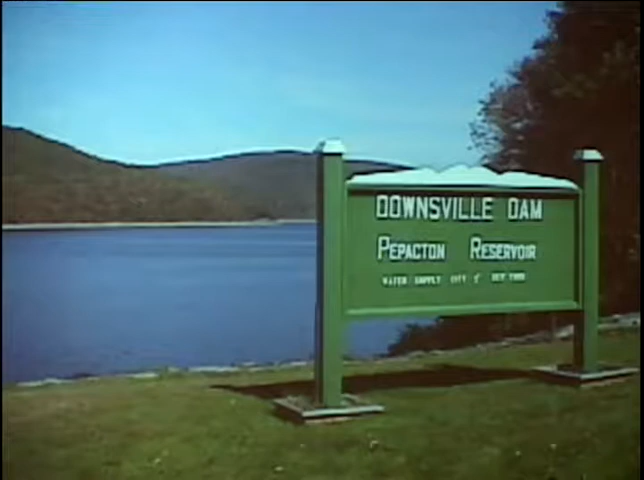 DOWNSVILLE DAM
PEPACTON RESERVOIR
WATER SUPPLY CITY OF NEW YORK